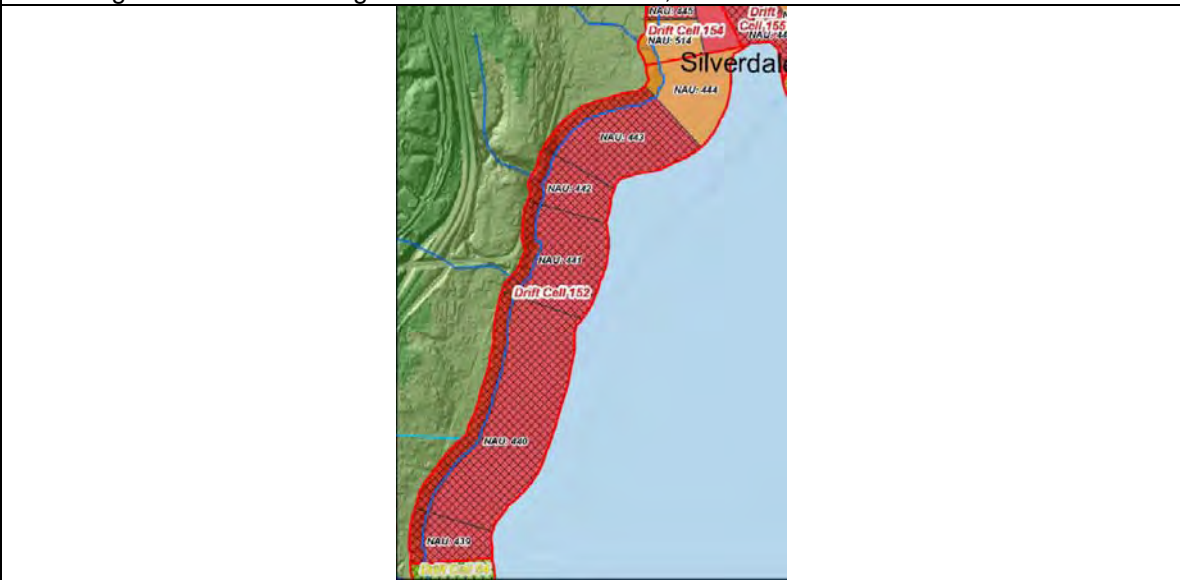 NAU: 445
Drift
Drift Cell 154
Cell 155
NAU: 514
Silverdale
NAU: 444
NAU: 443
NAU: 442
NAU: 441
Drift Cell 152
NAU: 440
NAU: 439